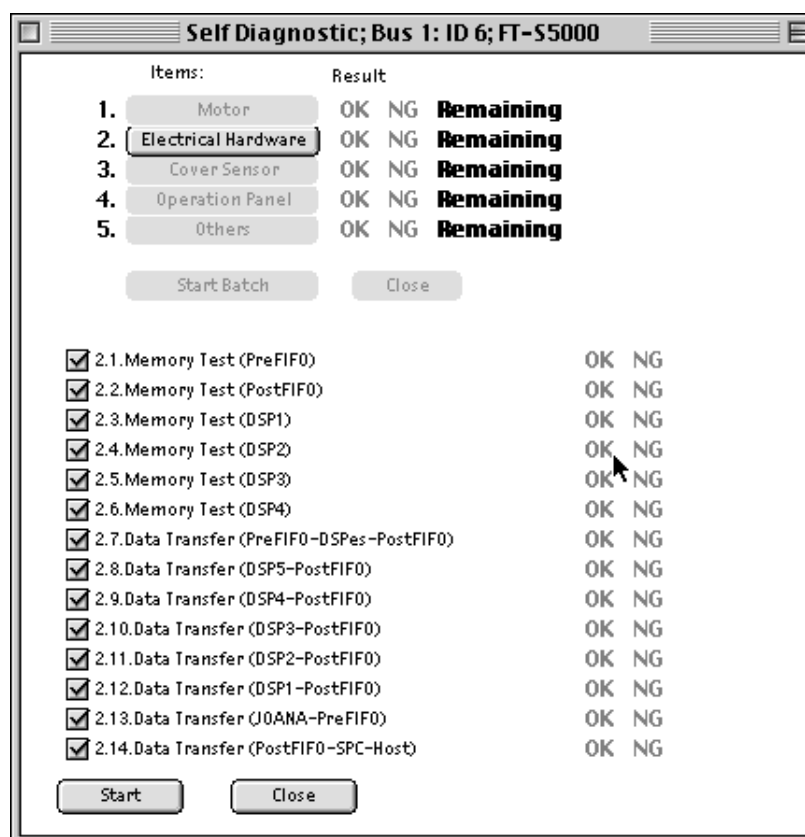 Self Diagnostic; Bus 1: ID 6; FT-S5000
Items: Result
1. Motor OK NG Remaining
2. Electrical Hardware OK NG Remaining
3. Cover Sensor OK NG Remaining
4. Operation Panel OK NG Remaining
5. Others OK NG Remaining
Start Batch Close
2.1.Memory Test (PreFIFO) OK NG
2.2.Memory Test (PostFIFO) OK NG
2.3.Memory Test (DSP1) OK NG
2.4.Memory Test (DSP2) OK NG
2.5.Memory Test (DSP3) OK NG
2.6.Memory Test (DSP4) OK NG
2.7.Data Transfer (PreFIFO-DSPes-PostFIFO) OK NG
2.8.Data Transfer (DSP5-PostFIFO) OK NG
2.9.Data Transfer (DSP4-PostFIFO) OK NG
2.10.Data Transfer (DSP3-PostFIFO) OK NG
2.11.Data Transfer (DSP2-PostFIFO) OK NG
2.12.Data Transfer (DSP1-PostFIFO) OK NG
2.13.Data Transfer (JOANA-PreFIFO) OK NG
2.14.Data Transfer (PostFIFO-SPC-Host) OK NG
Start Close